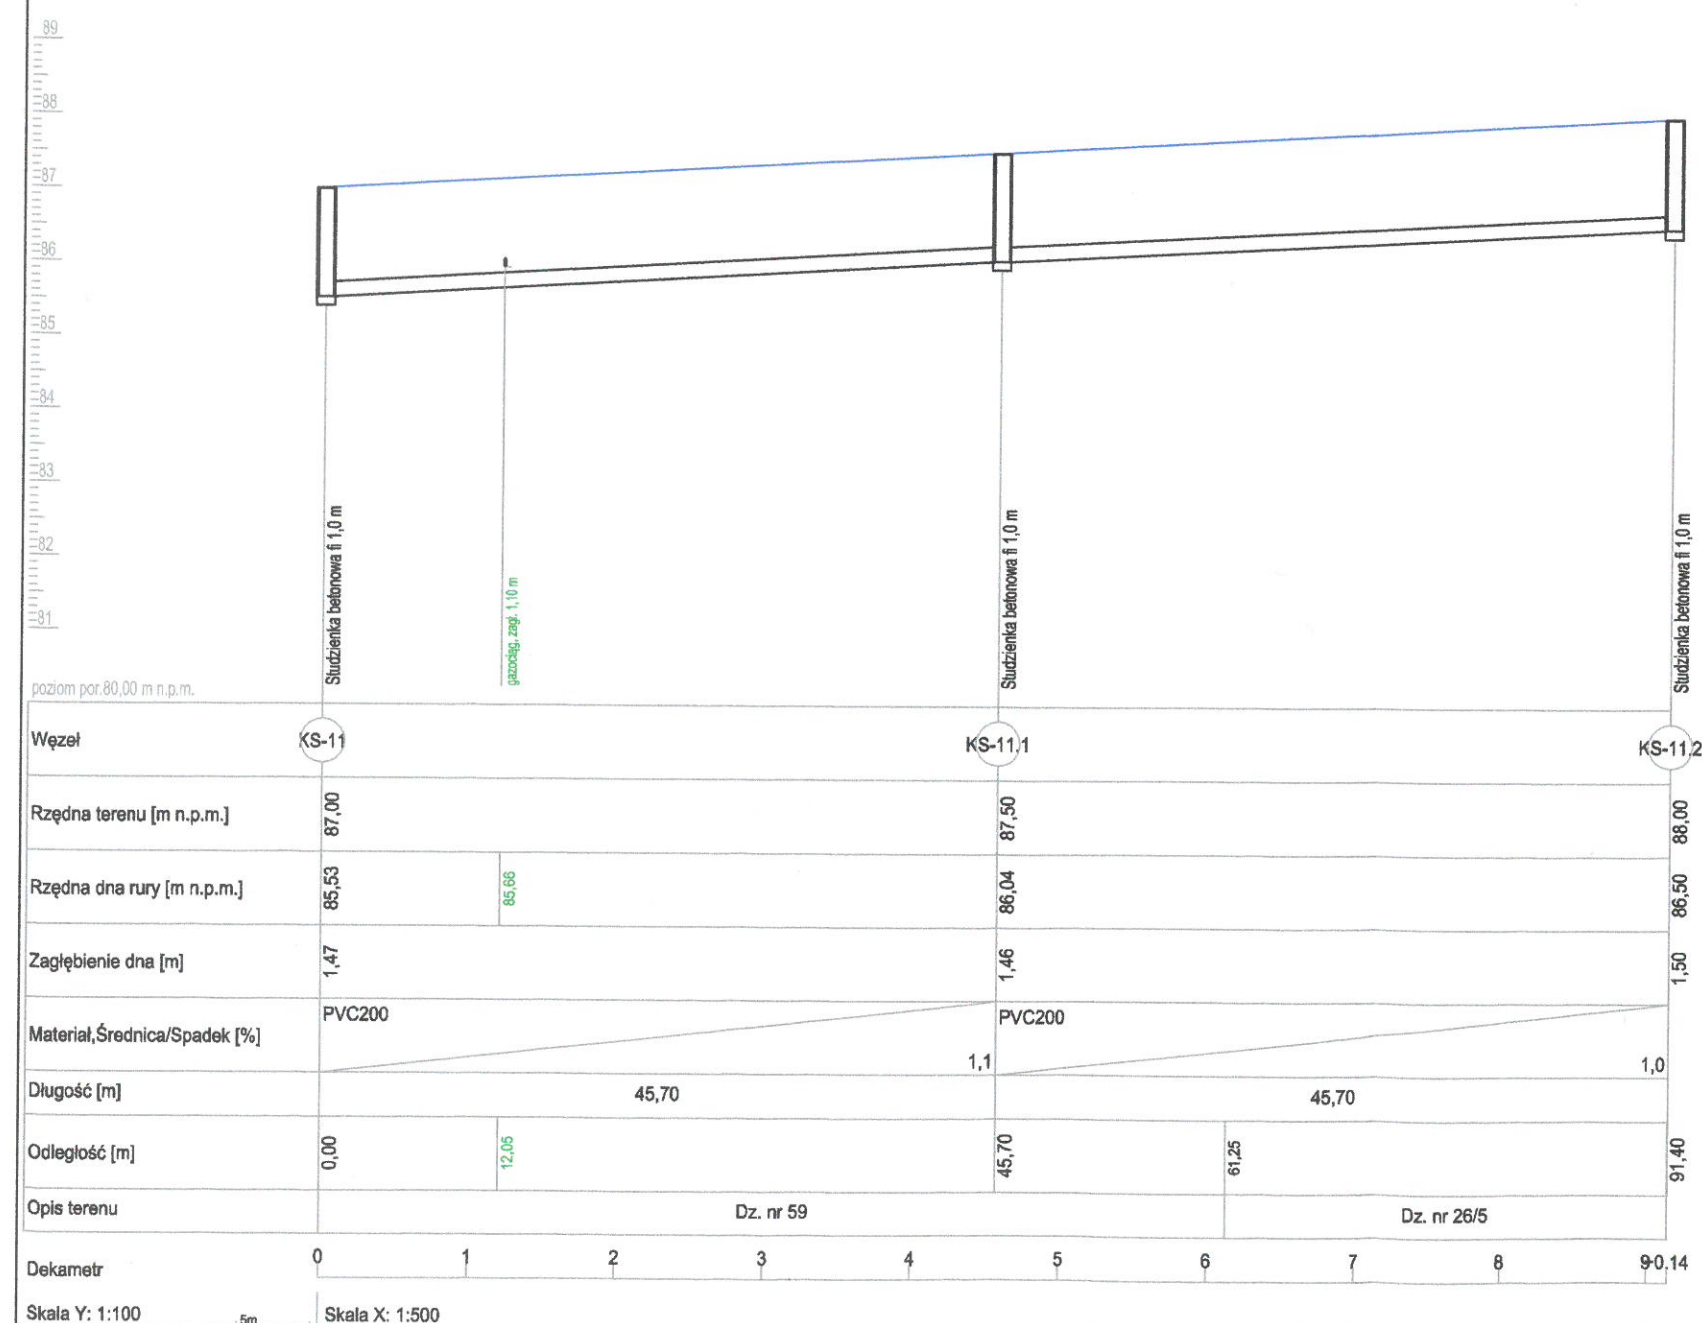 89
88
87
86
85
84
83
82
81
poziom por.80,00 m n.p.m.
Studzienka betonowa fi 1,0 m
gazociąg, zagł. 1,10 m
Studzienka betonowa fi 1,0 m
Studzienka betonowa fi 1,0 m
Węzeł KS-11 KS-11.1 KS-11.2
Rzędna terenu [m n.p.m.] 87,00 87,50 88,00
Rzędna dna rury [m n.p.m.] 85,53 85,66 86,04 86,50
Zagłębienie dna [m] 1,47 1,46 1,50
Materiał,Średnica/Spadek [%] PVC200 1,1 PVC200 1,0
Długość [m] 45,70 45,70
Odległość [m] 0,00 12,05 45,70 61,25 91,40
Opis terenu Dz. nr 59 Dz. nr 26/5
Dekametr 0 1 2 3 4 5 6 7 8 9 0.14
Skala Y: 1:100 5m Skala X: 1:500